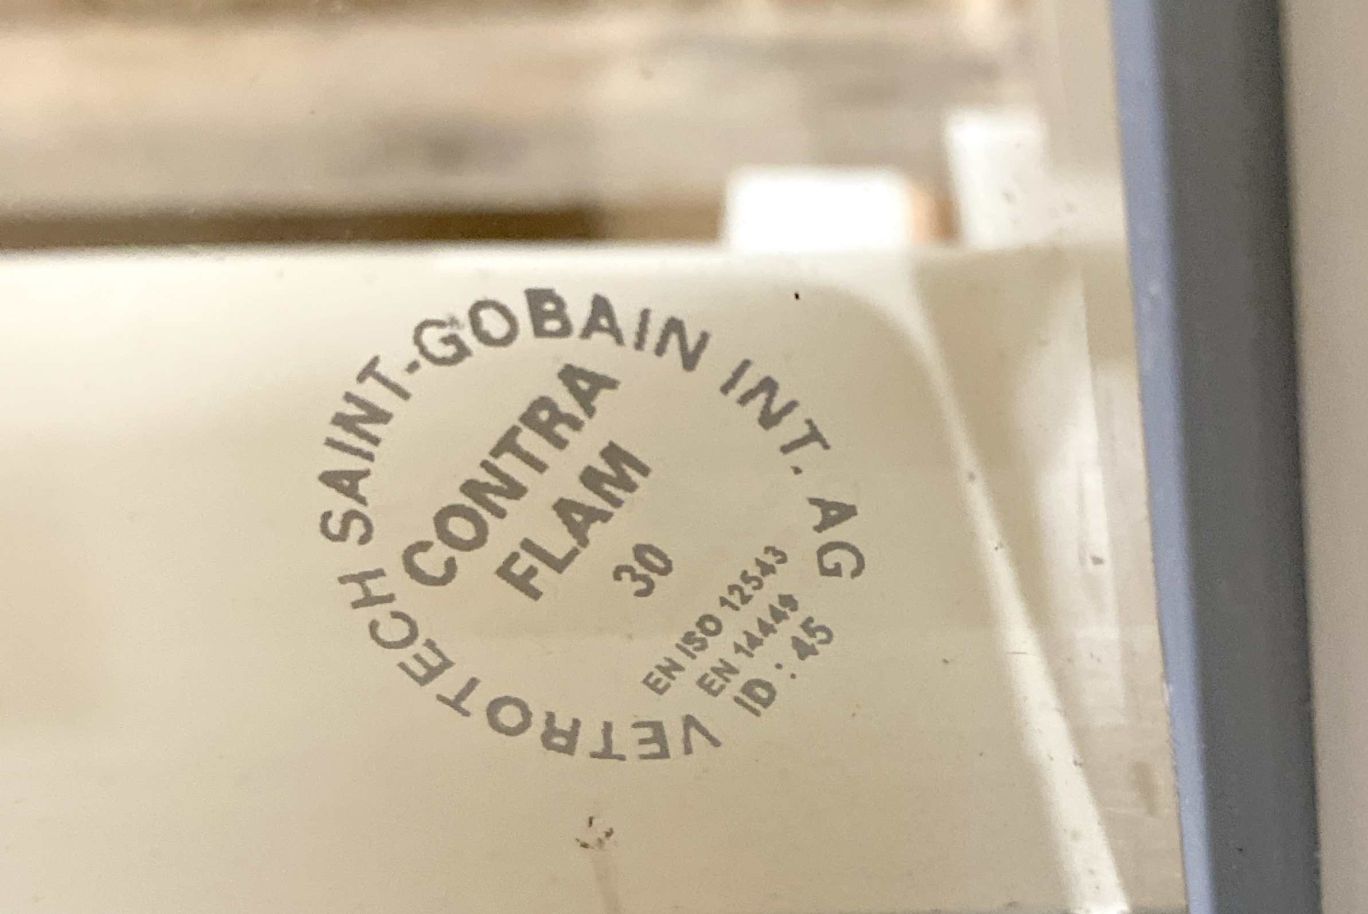 VETROTECH SAINT-GOBAIN INT. AG
CONTRA
FLAM
30
EN ISO 12543
EN 14449
ID : 45